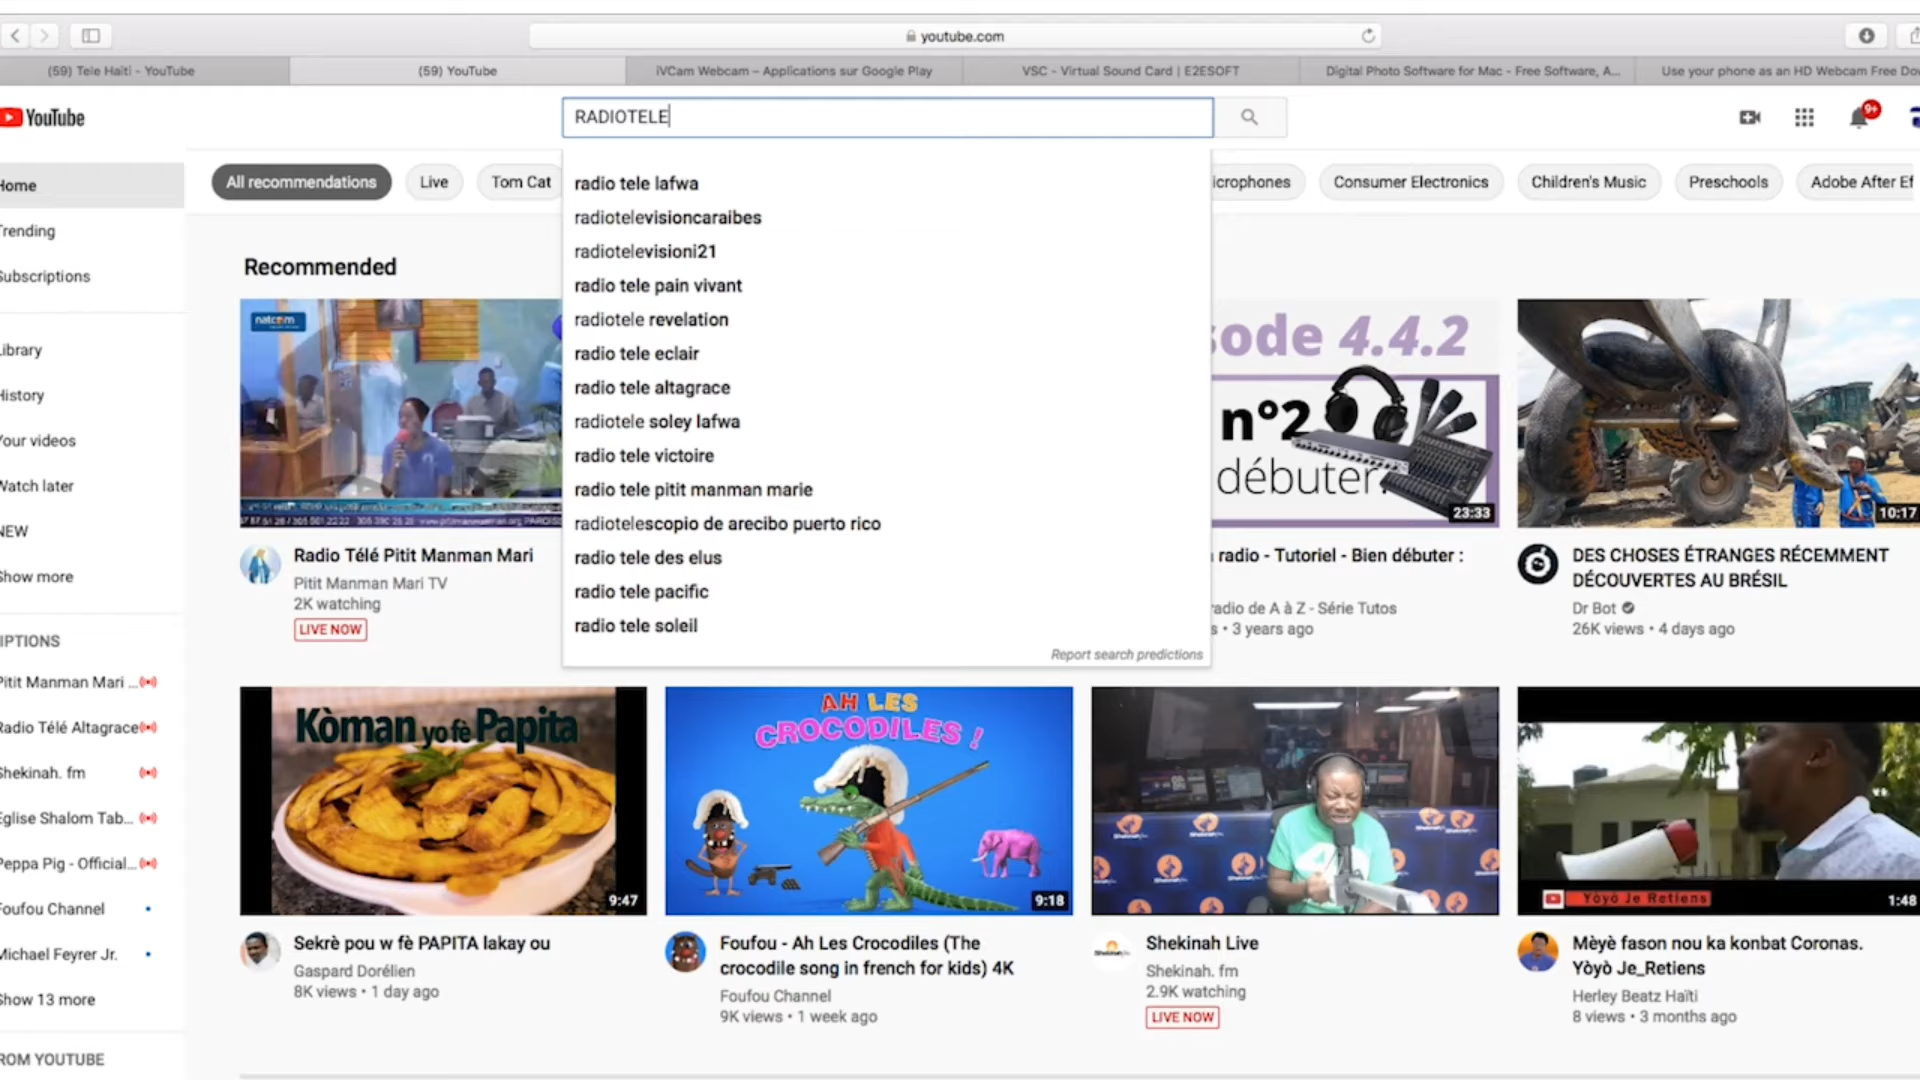 youtube.com
(59) Tele Haiti - YouTube
(59) YouTube
iVCam Webcam – Applications sur Google Play
VSC - Virtual Sound Card | E2ESOFT
Digital Photo Software for Mac - Free Software, A...
Use your phone as an HD Webcam Free Dov
YouTube
RADIOTELE
9+
All recommendations
Live
Tom Cat
icrophones
Consumer Electronics
Children's Music
Preschools
Adobe After Ef
radio tele lafwa
radiotelevisioncaraibes
radiotelevisioni21
radio tele pain vivant
radiotele revelation
radio tele eclair
radio tele altagrace
radiotele soley lafwa
radio tele victoire
radio tele pitit manman marie
radiotelescopio de arecibo puerto rico
radio tele des elus
radio tele pacific
radio tele soleil
Report search predictions
Home
Trending
Subscriptions
Library
History
Your videos
Watch later
NEW
Show more
IPTIONS
Pitit Manman Mari ...
Radio Télé Altagrace
Shekinah. fm
Eglise Shalom Tab...
Peppa Pig - Official...
Foufou Channel
Michael Feyrer Jr.
Show 13 more
ROM YOUTUBE
Recommended
natcom
Radio Télé Pitit Manman Mari
Pitit Manman Mari TV
2K watching
LIVE NOW
sode 4.4.2
n°2
débuter.
23:33
radio - Tutoriel - Bien débuter :
radio de A à Z - Série Tutos
s • 3 years ago
10:17
DES CHOSES ÉTRANGES RÉCEMMENT
DÉCOUVERTES AU BRÉSIL
Dr Bot
26K views • 4 days ago
Kòman yo fè Papita
9:47
Sekrè pou w fè PAPITA lakay ou
Gaspard Dorélien
8K views • 1 day ago
AH LES
CROCODILES !
9:18
Foufou - Ah Les Crocodiles (The
crocodile song in french for kids) 4K
Foufou Channel
9K views • 1 week ago
Shekinah Live
Shekinah. fm
2.9K watching
LIVE NOW
Yòyò Je Retiens
1:48
Mèyè fason nou ka konbat Coronas.
Yòyò Je_Retiens
Herley Beatz Haïti
8 views • 3 months ago